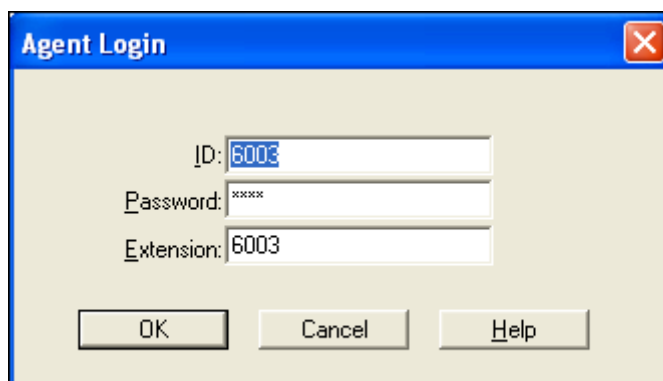 Agent Login
ID: 6003
Password: ****
Extension: 6003
OK Cancel Help